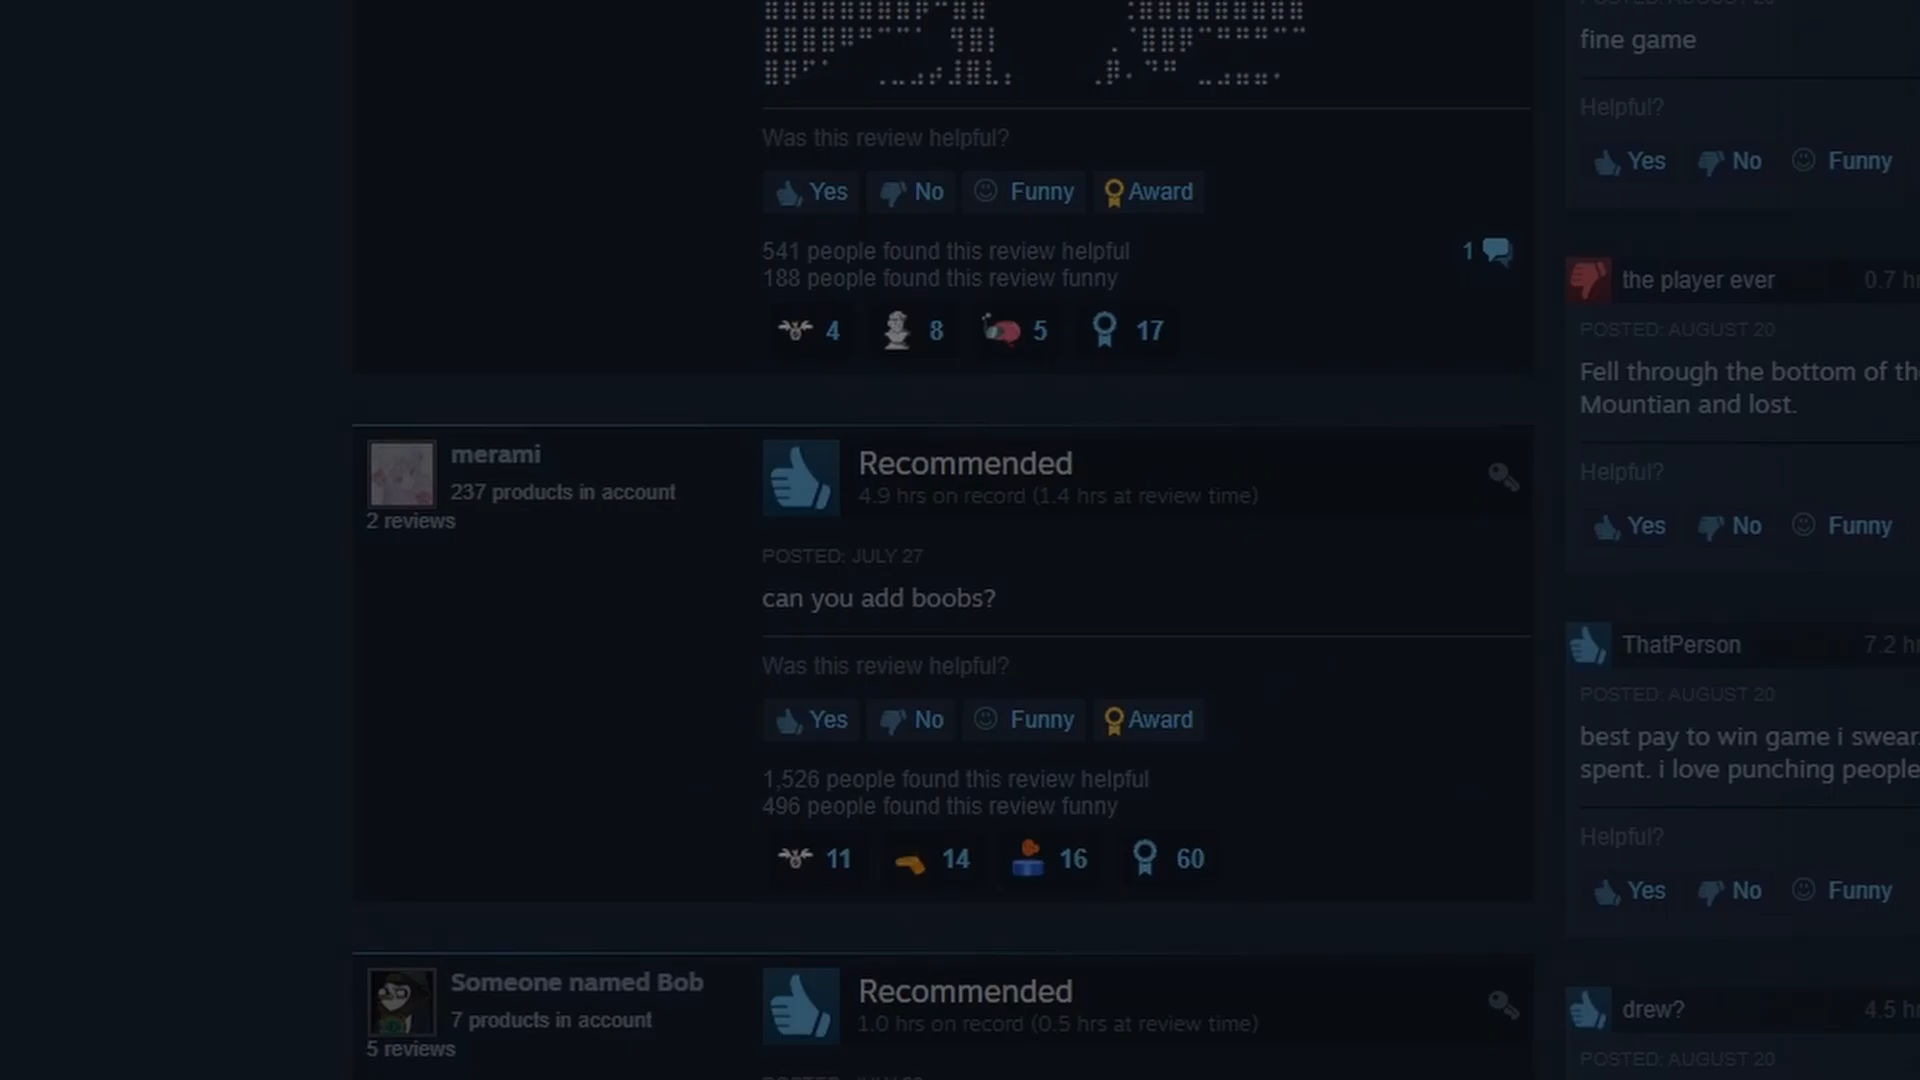 Was this review helpful?
Yes No Funny Award
541 people found this review helpful
188 people found this review funny
1
4 8 5 17
merami
237 products in account
2 reviews
Recommended
4.9 hrs on record (1.4 hrs at review time)
POSTED: JULY 27
can you add boobs?
Was this review helpful?
Yes No Funny Award
1,526 people found this review helpful
496 people found this review funny
11 14 16 60
Someone named Bob
7 products in account
5 reviews
Recommended
1.0 hrs on record (0.5 hrs at review time)
POSTED: AUGUST 20
fine game
Helpful?
Yes No Funny
the player ever 0.7
POSTED: AUGUST 20
Fell through the bottom of
Mountian and lost.
Helpful?
Yes No Funny
ThatPerson 7.2
POSTED: AUGUST 20
best pay to win game i swear.
spent. i love punching people
Helpful?
Yes No Funny
drew? 4.5
POSTED: AUGUST 20